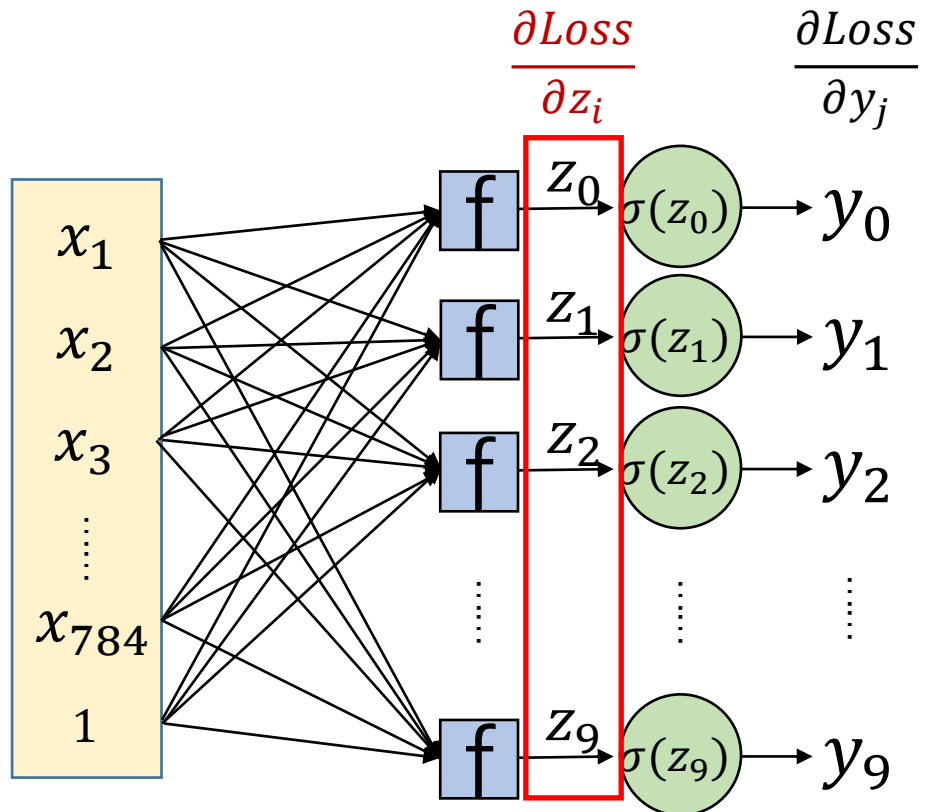 ∂Loss/∂z_i ∂Loss/∂y_j
x_1 f z_0 σ(z_0) y_0
x_2 f z_1 σ(z_1) y_1
x_3 f z_2 σ(z_2) y_2
...... ...... ...... ......
x_784
1 f z_9 σ(z_9) y_9